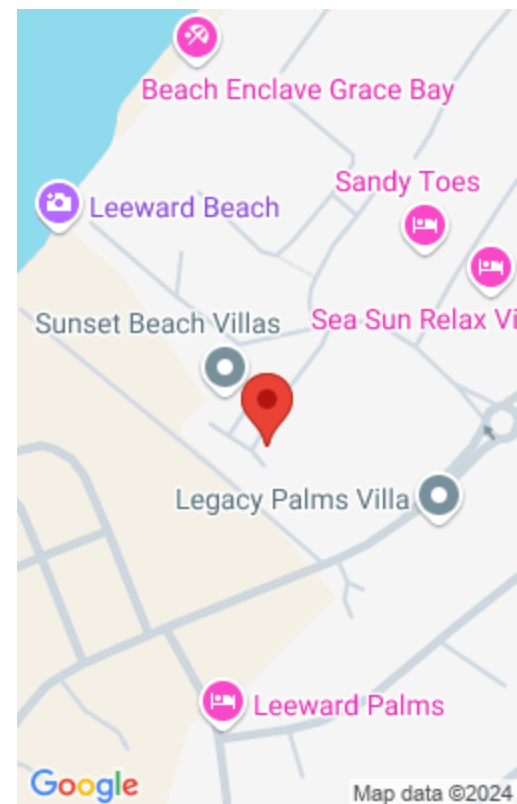 Beach Enclave Grace Bay
Leeward Beach
Sandy Toes
Sunset Beach Villas
Sea Sun Relax Vi
Legacy Palms Villa
Leeward Palms
Google
Map data ©2024